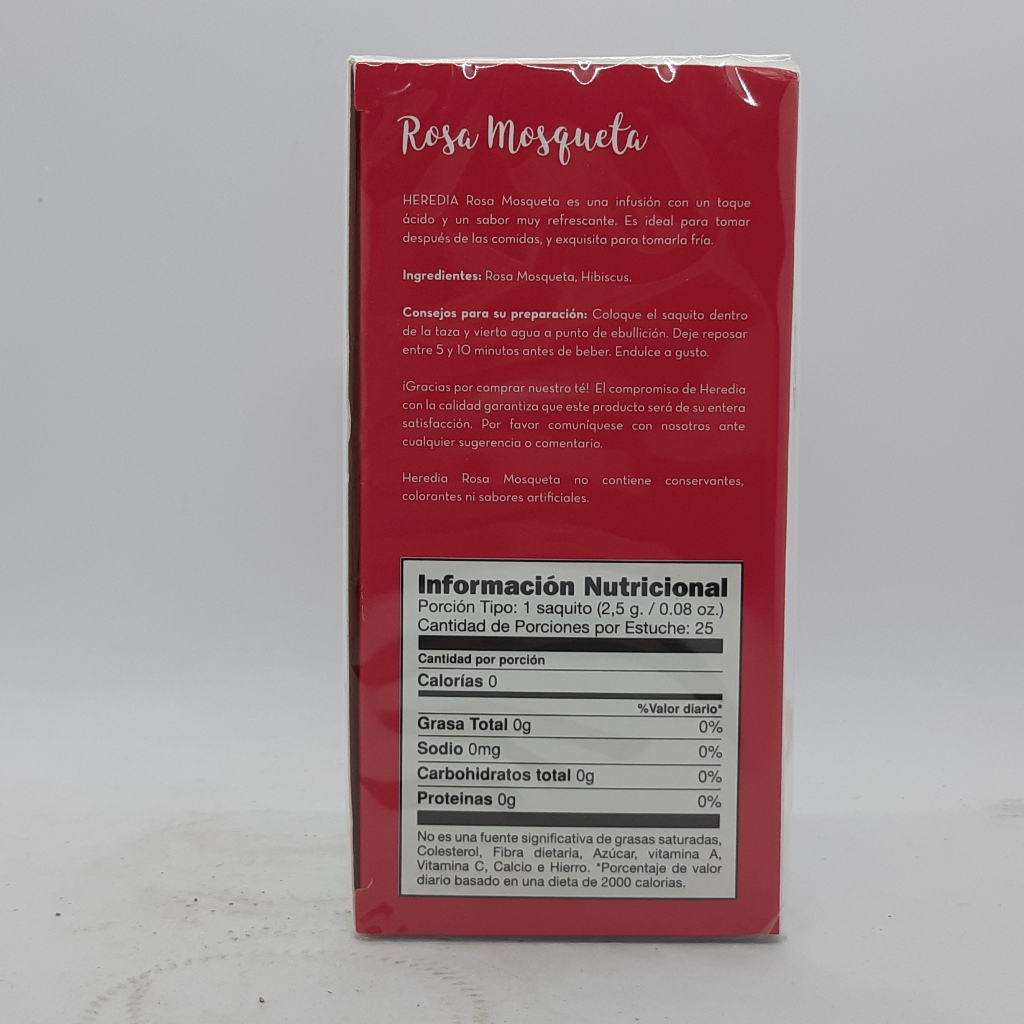 Rosa Mosqueta
HEREDIA Rosa Mosqueta es una infusión con un toque
ácido y un sabor muy refrescante. Es ideal para tomar
después de las comidas, y exquisita para tomarla fría.
Ingredientes: Rosa Mosqueta, Hibiscus.
Consejos para su preparación: Coloque el saquito dentro
de la taza y vierta agua a punto de ebullición. Deje reposar
entre 5 y 10 minutos antes de beber. Endulce a gusto.
¡Gracias por comprar nuestro té! El compromiso de Heredia
con la calidad garantiza que este producto será de su entera
satisfacción. Por favor comuníquese con nosotros ante
cualquier sugerencia o comentario.
Heredia Rosa Mosqueta no contiene conservantes,
colorantes ni sabores artificiales.
Información Nutricional
Porción Tipo: 1 saquito (2,5 g. / 0.08 oz.)
Cantidad de Porciones por Estuche: 25
Cantidad por porción
Calorías 0
%Valor diario*
Grasa Total 0g 0%
Sodio 0mg 0%
Carbohidratos total 0g 0%
Proteinas 0g 0%
No es una fuente significativa de grasas saturadas,
Colesterol, Fibra dietaria, Azúcar, vitamina A,
Vitamina C, Calcio e Hierro. *Porcentaje de valor
diario basado en una dieta de 2000 calorias.